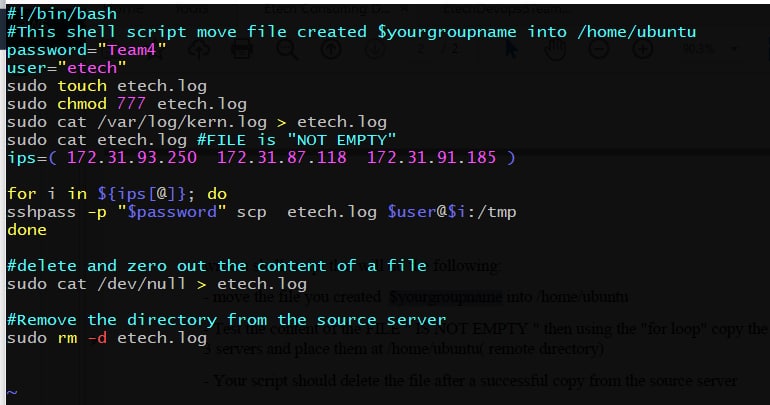 #!/bin/bash
#This shell script move file created $yourgroupname into /home/ubuntu
password="Team4"
user="etech"
sudo touch etech.log
sudo chmod 777 etech.log
sudo cat /var/log/kern.log > etech.log
sudo cat etech.log #FILE is "NOT EMPTY"
ips=( 172.31.93.250  172.31.87.118  172.31.91.185 )
for i in ${ips[@]}; do
sshpass -p "$password" scp  etech.log $user@$i:/tmp
done
following:
#delete and zero out the content of a file
sudo cat /dev/null > etech.log
- move the file you created $yourgroupname into /home/ubuntu
#Remove the directory from the source server
the content of the FILE NOT EMPTY " then using the "for loop" copy the
sudo rm -d etech.log
servers and place them at /home/ubuntu( remote directory)
- Your script should delete the file after a successful copy from the source server
~